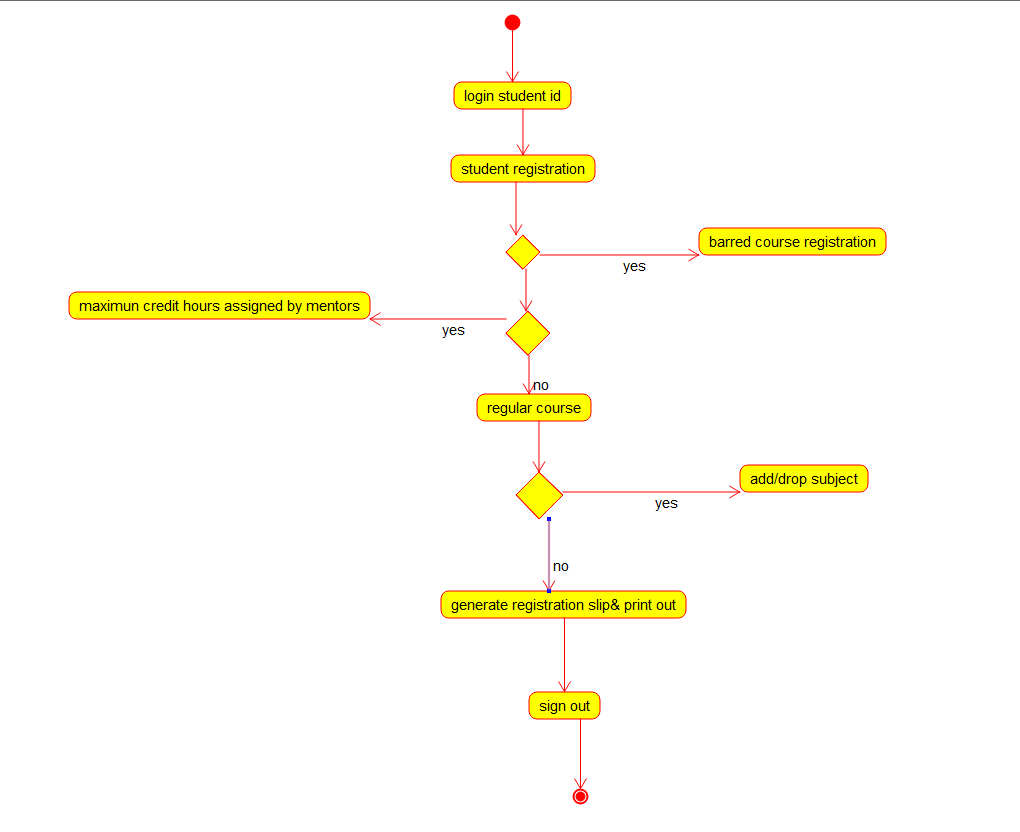 login student id
student registration
barred course registration
yes
maximun credit hours assigned by mentors
yes
no
regular course
add/drop subject
yes
no
generate registration slip& print out
sign out